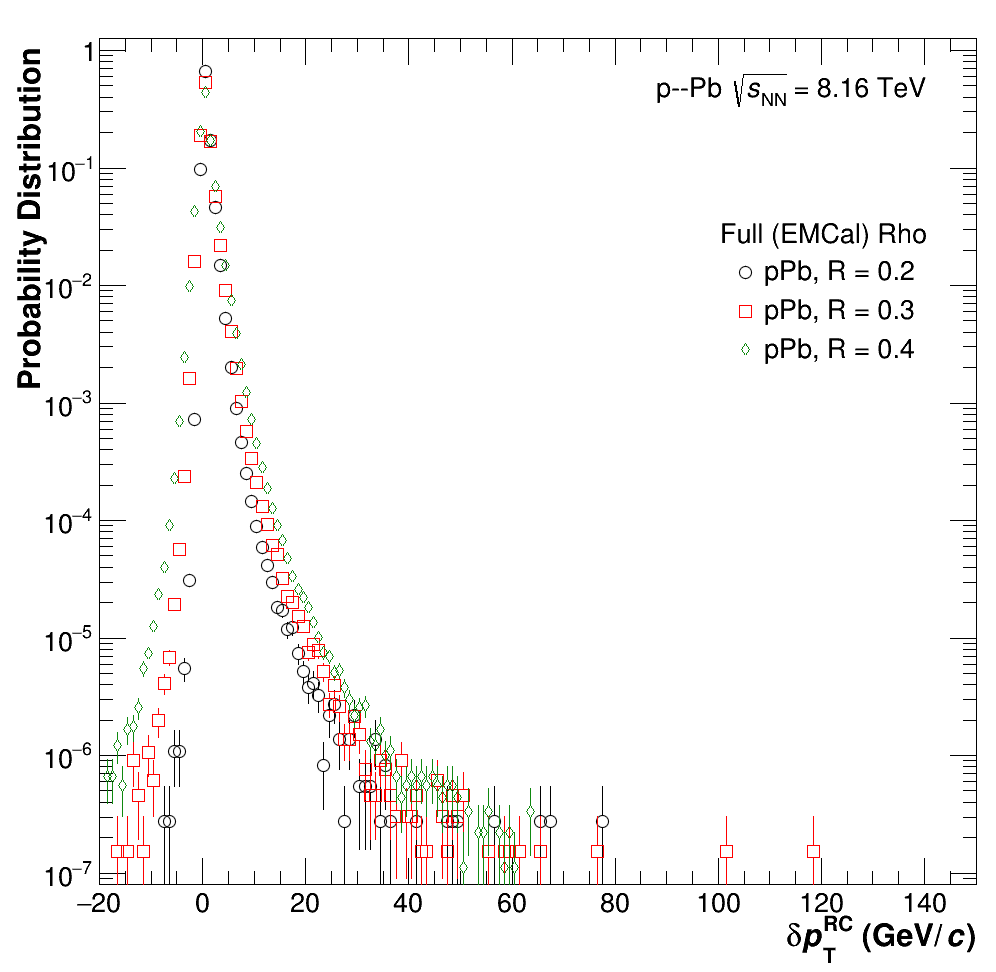 Probability Distribution
1
10⁻¹
10⁻²
10⁻³
10⁻⁴
10⁻⁵
10⁻⁶
10⁻⁷
p--Pb √s_NN = 8.16 TeV
Full (EMCal) Rho
pPb, R = 0.2
pPb, R = 0.3
pPb, R = 0.4
−20 0 20 40 60 80 100 120 140
δp_T^RC (GeV/c)